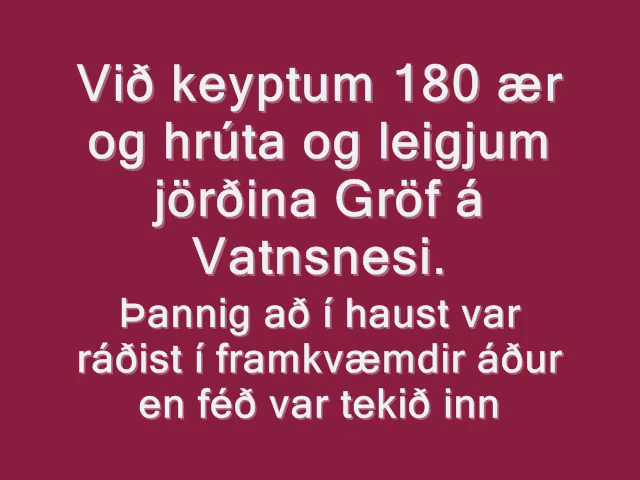 Við keyptum 180 ær
og hrúta og leigjum
jörðina Gröf á
Vatnsnesi.
Þannig að í haust var
ráðist í framkvæmdir áður
en féð var tekið inn